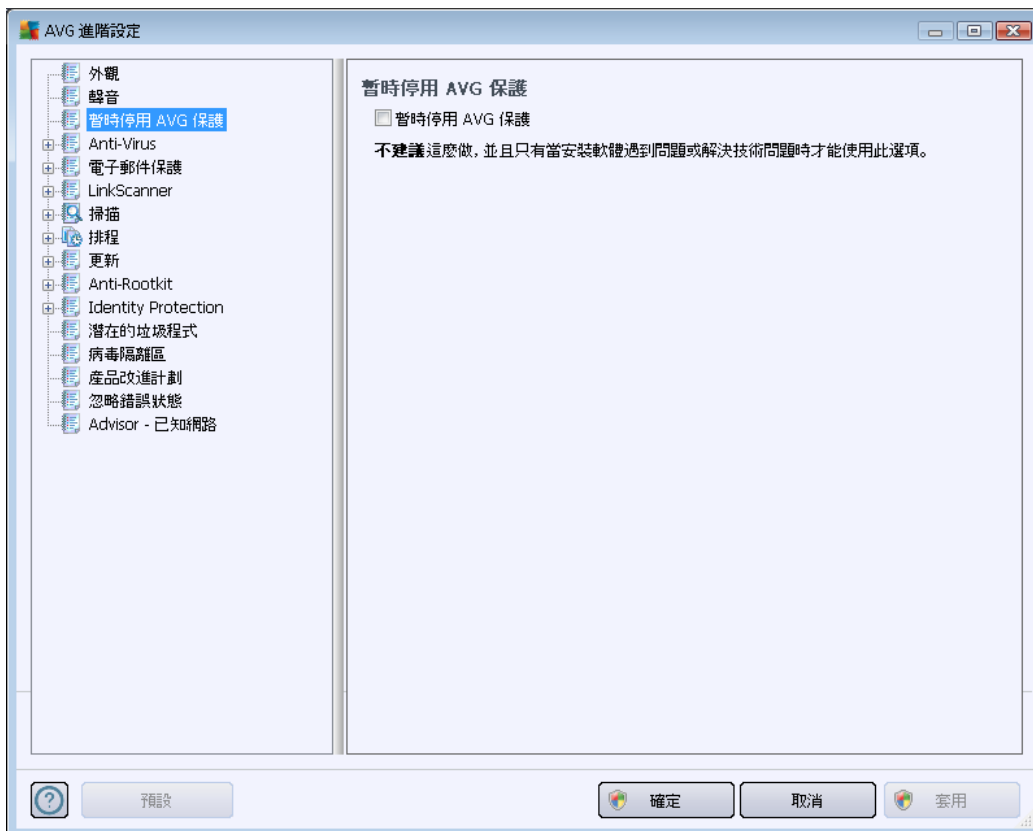 AVG 進階設定
外觀
聲音
暫時停用 AVG 保護
Anti-Virus
電子郵件保護
LinkScanner
掃描
排程
更新
Anti-Rootkit
Identity Protection
潛在的垃圾程式
病毒隔離區
產品改進計劃
忽略錯誤狀態
Advisor - 已知網路
暫時停用 AVG 保護
暫時停用 AVG 保護
不建議這麼做, 並且只有當安裝軟體遇到問題或解決技術問題時才能使用此選項。
預設
確定
取消
套用